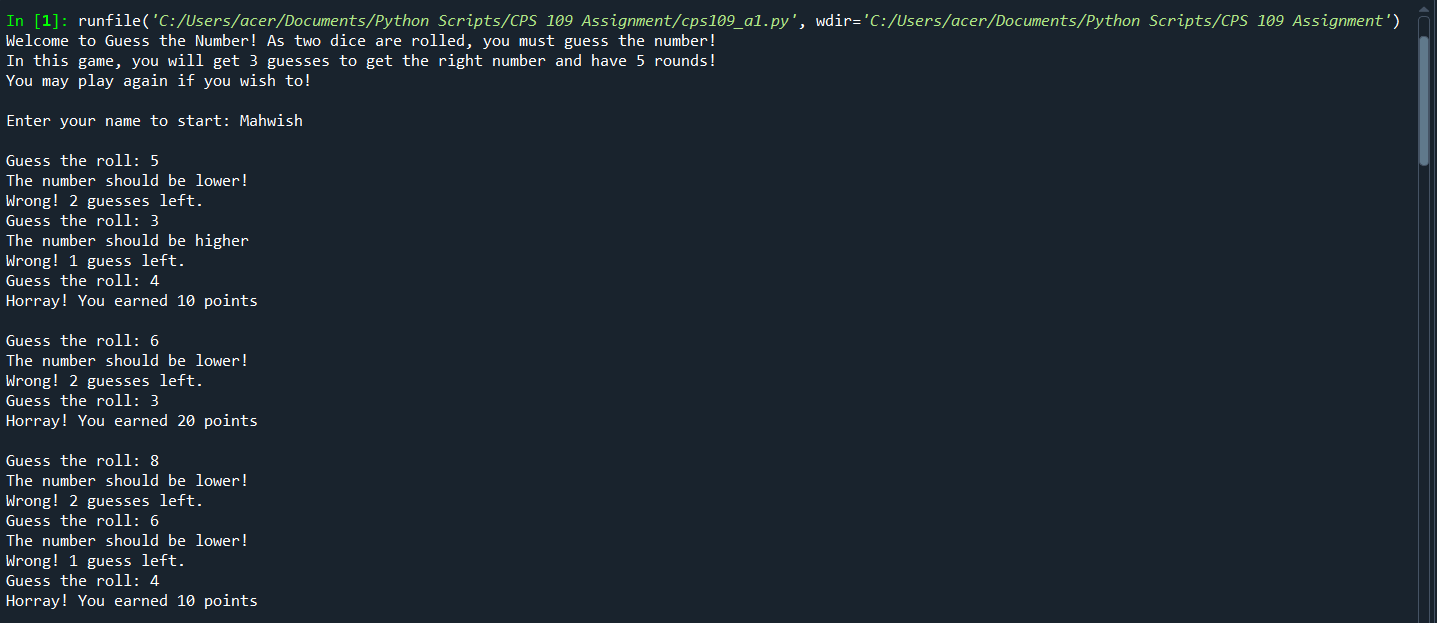 In [1]: runfile('C:/Users/acer/Documents/Python Scripts/CPS 109 Assignment/cps109_a1.py', wdir='C:/Users/acer/Documents/Python Scripts/CPS 109 Assignment')
Welcome to Guess the Number! As two dice are rolled, you must guess the number!
In this game, you will get 3 guesses to get the right number and have 5 rounds!
You may play again if you wish to!

Enter your name to start: Mahwish

Guess the roll: 5
The number should be lower!
Wrong! 2 guesses left.
Guess the roll: 3
The number should be higher
Wrong! 1 guess left.
Guess the roll: 4
Horray! You earned 10 points

Guess the roll: 6
The number should be lower!
Wrong! 2 guesses left.
Guess the roll: 3
Horray! You earned 20 points

Guess the roll: 8
The number should be lower!
Wrong! 2 guesses left.
Guess the roll: 6
The number should be lower!
Wrong! 1 guess left.
Guess the roll: 4
Horray! You earned 10 points